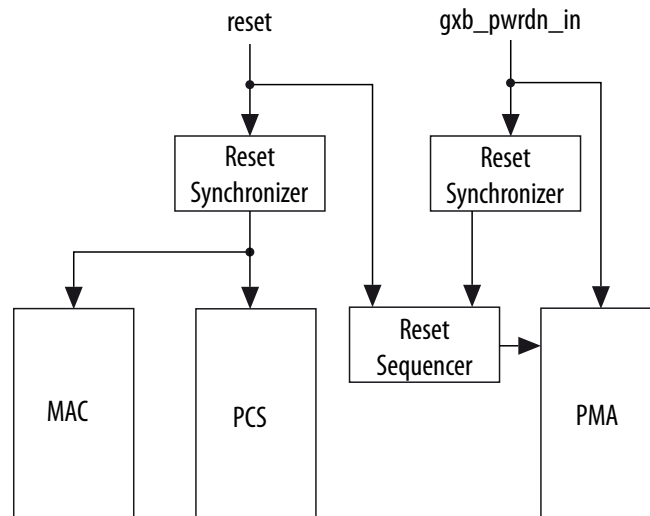 reset
gxb_pwrdn_in
Reset
Synchronizer
Reset
Synchronizer
Reset
Sequencer
MAC
PCS
PMA